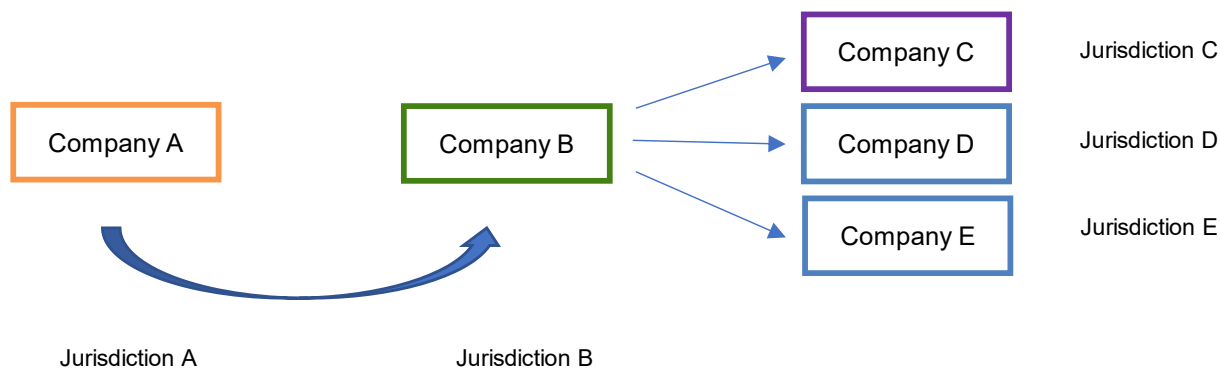 Company C
Jurisdiction C
Company A
Company B
Company D
Jurisdiction D
Company E
Jurisdiction E
Jurisdiction A
Jurisdiction B